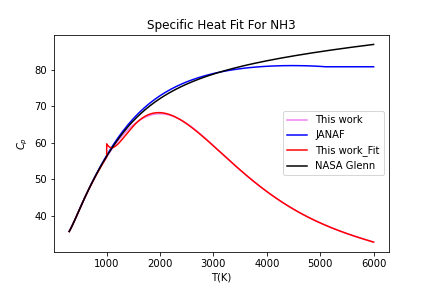 Specific Heat Fit For NH3
80
70
60
50
40
C_p
This work
JANAF
This work_Fit
NASA Glenn
1000 2000 3000 4000 5000 6000
T(K)